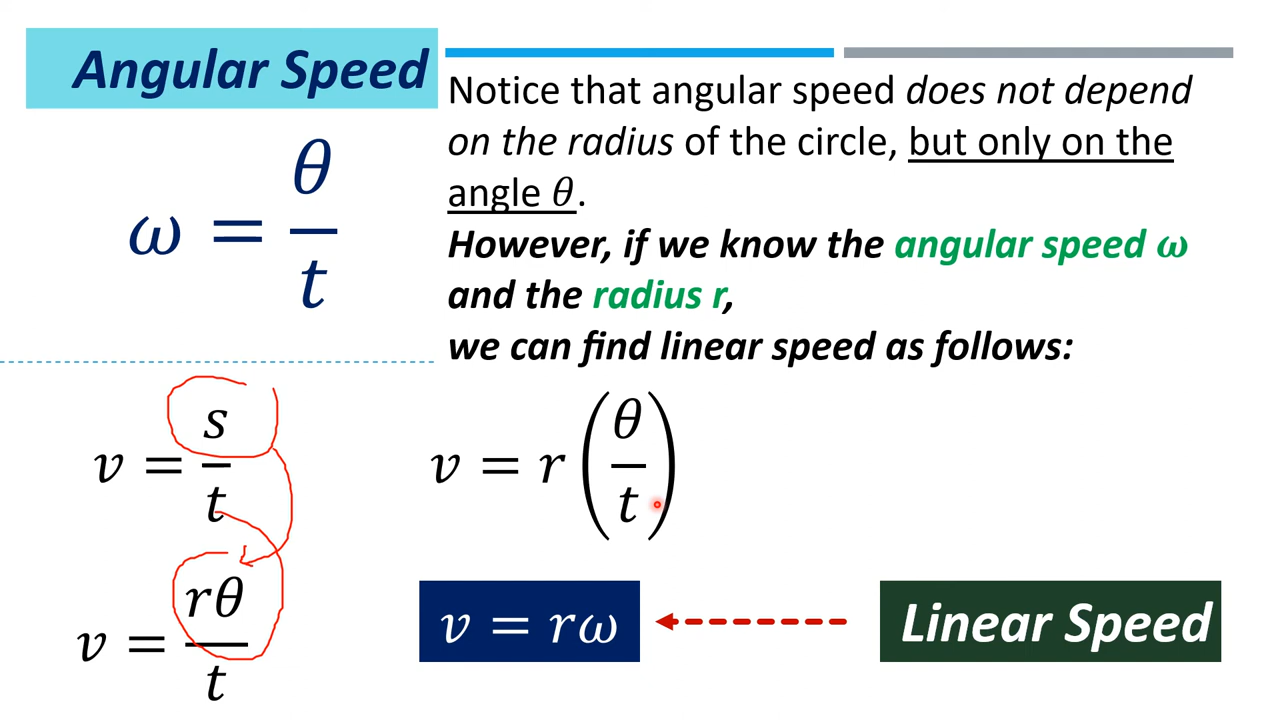 Angular Speed
ω = θ/t
Notice that angular speed does not depend
on the radius of the circle, but only on the
angle θ.
However, if we know the angular speed ω
and the radius r,
we can find linear speed as follows:
v = s/t
v = r(θ/t)
v = rθ/t
v = rω
Linear Speed